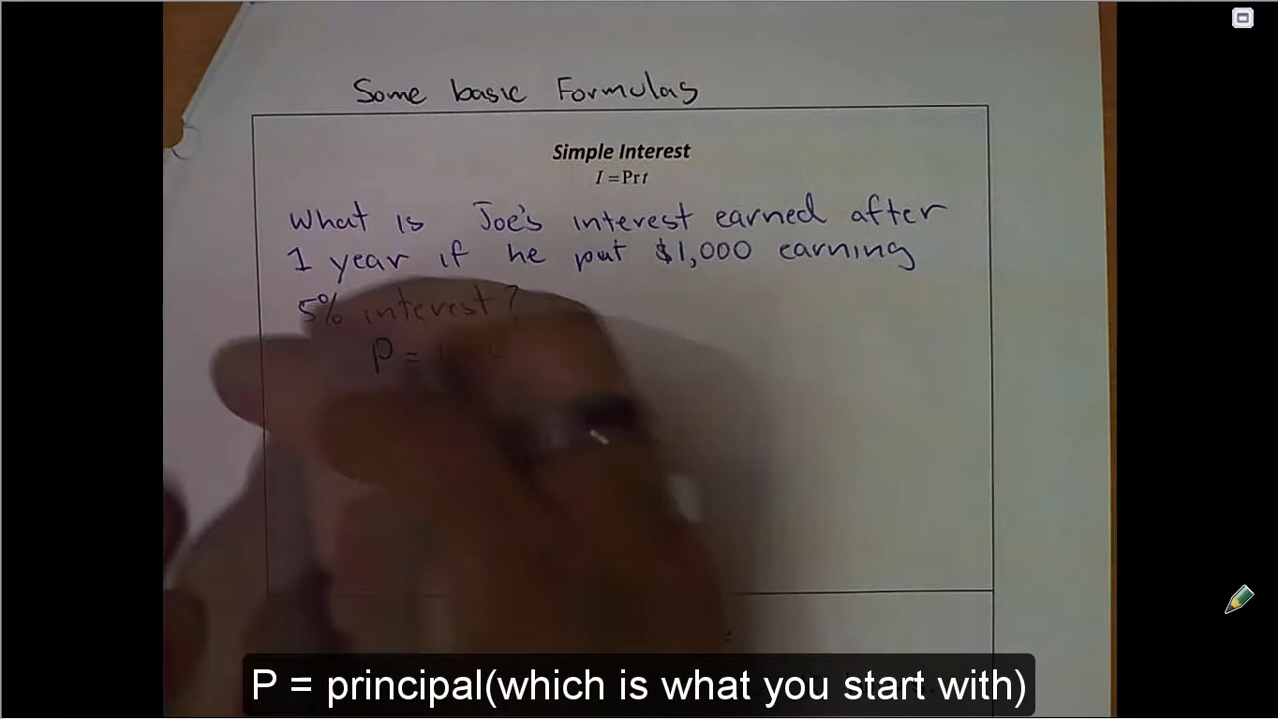 Some basic Formulas
Simple Interest
I = Prt
What is Joe's interest earned after
1 year if he put $1,000 earning
5% interest?
P =
P = principal(which is what you start with)